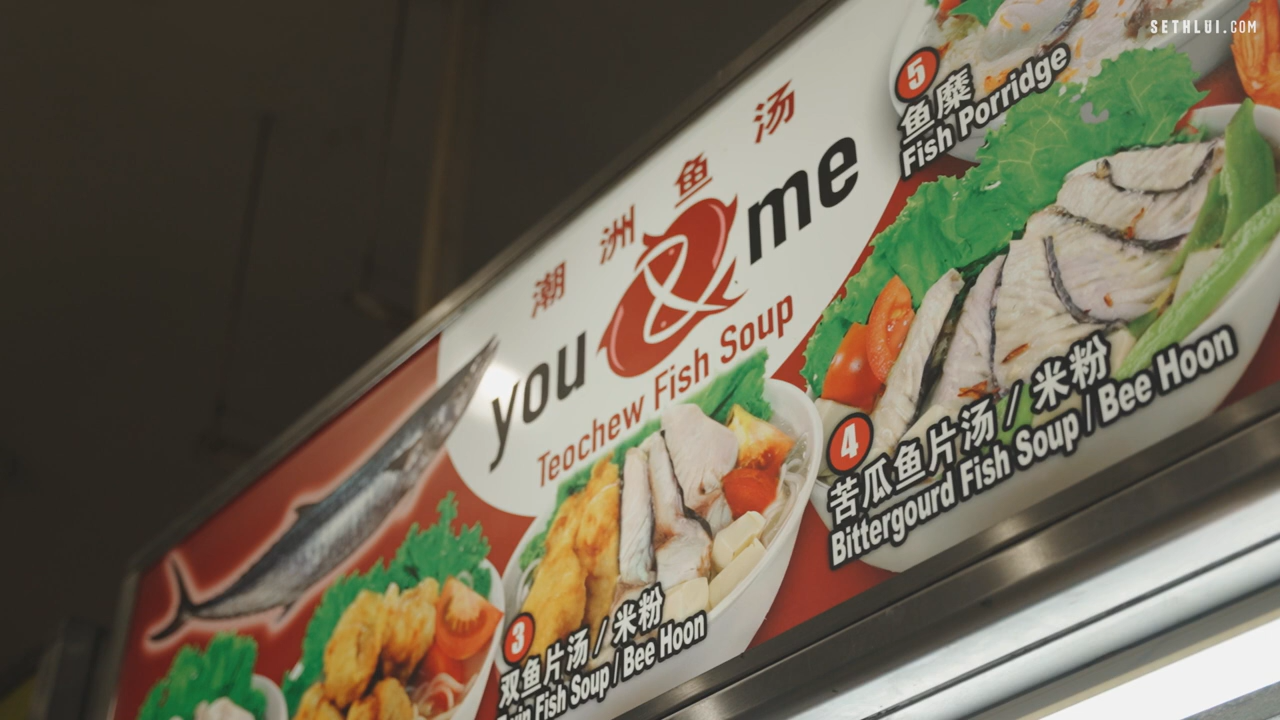 SETHLUI.COM
潮洲鱼汤
you & me
Teochew Fish Soup
3
双鱼片汤 / 米粉
Fish Soup / Bee Hoon
4
苦瓜鱼片汤 / 米粉
Bittergourd Fish Soup / Bee Hoon
5
鱼糜
Fish Porridge